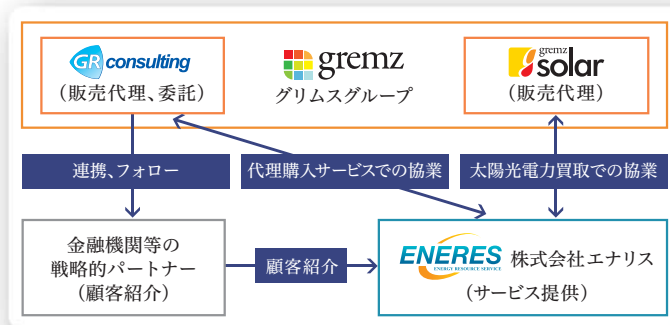 GR consulting
(販売代理、委託)
gremz
グリムスグループ
gremz
solar
(販売代理)
連携、フォロー
代理購入サービスでの協業
太陽光電力買取での協業
金融機関等の
戦略的パートナー
(顧客紹介)
顧客紹介
ENERES 株式会社エナリス
ENERGY RESOURCE SERVICE
(サービス提供)